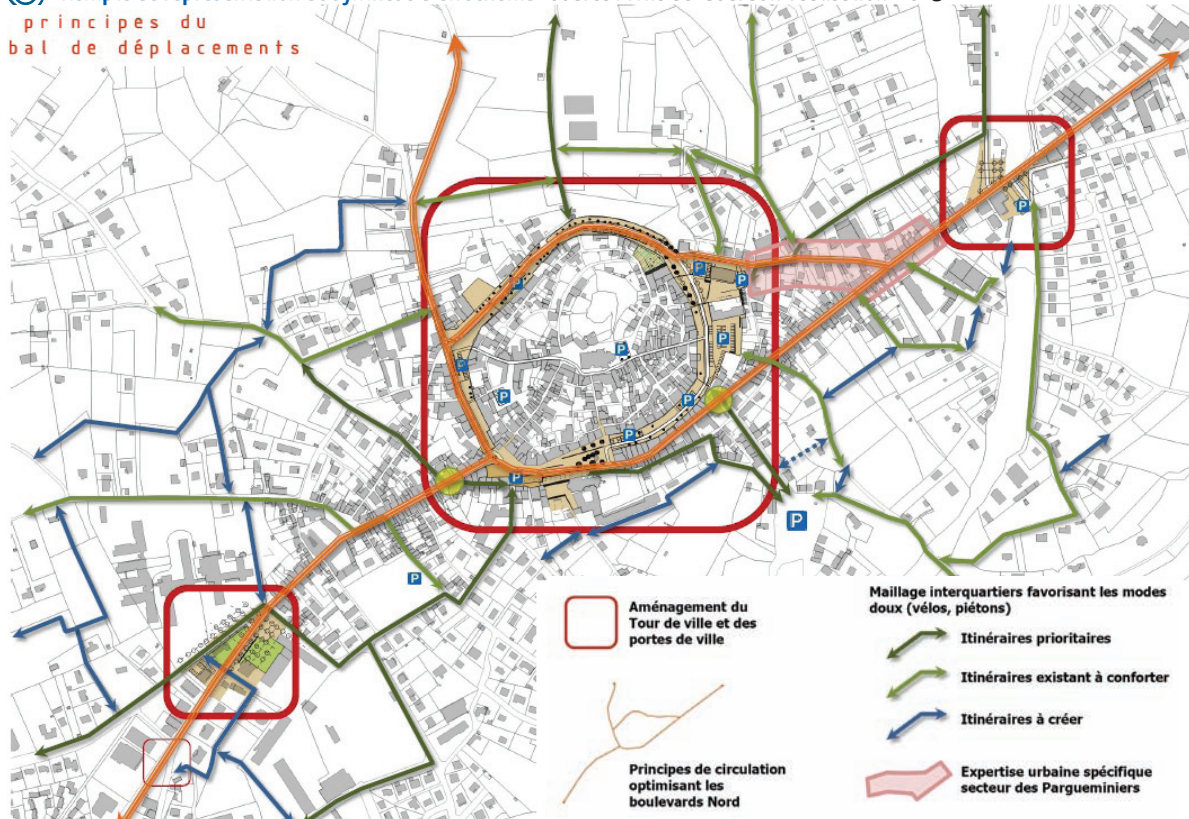 principes du
bal de déplacements
P
P
P
P
P
P
P
P
P
P
P
P
P
Aménagement du
Tour de ville et des
portes de ville
Principes de circulation
optimisant les
boulevards Nord
Maillage interquartiers favorisant les modes
doux (vélos, piétons)
Itinéraires prioritaires
Itinéraires existant à conforter
Itinéraires à créer
Expertise urbaine spécifique
secteur des Pargueminiers